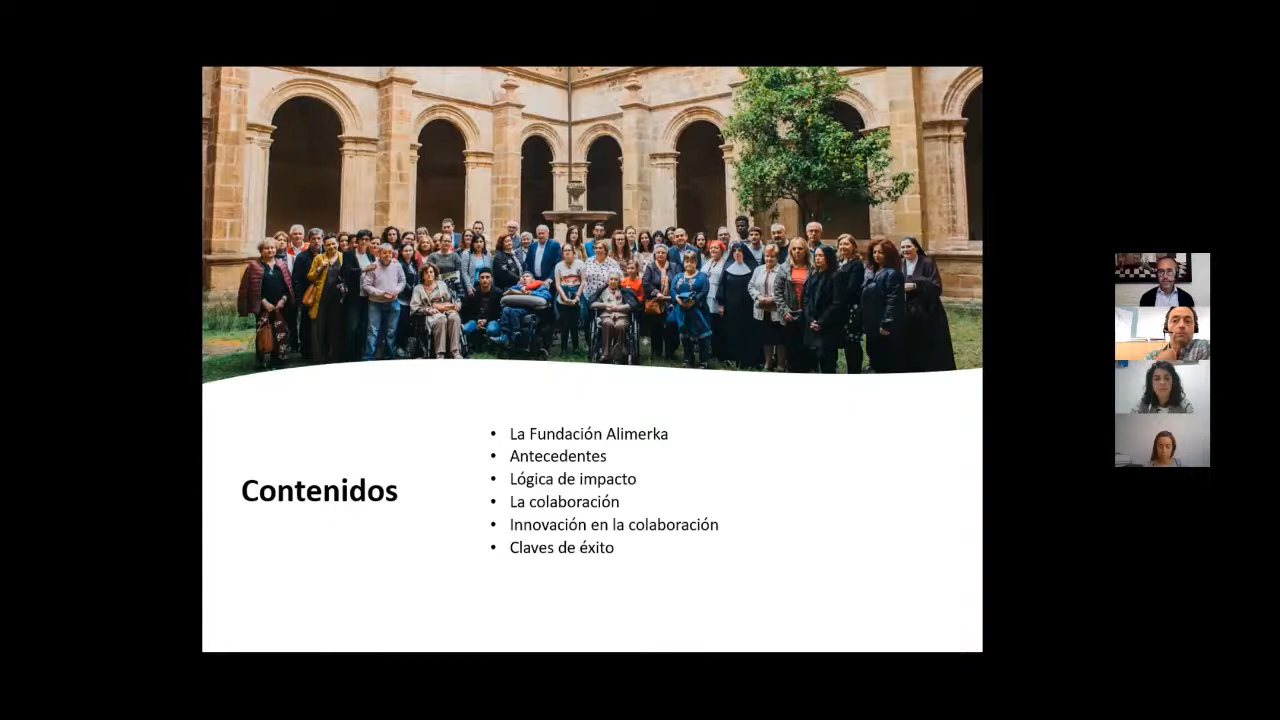 Contenidos
• La Fundación Alimerka
• Antecedentes
• Lógica de impacto
• La colaboración
• Innovación en la colaboración
• Claves de éxito